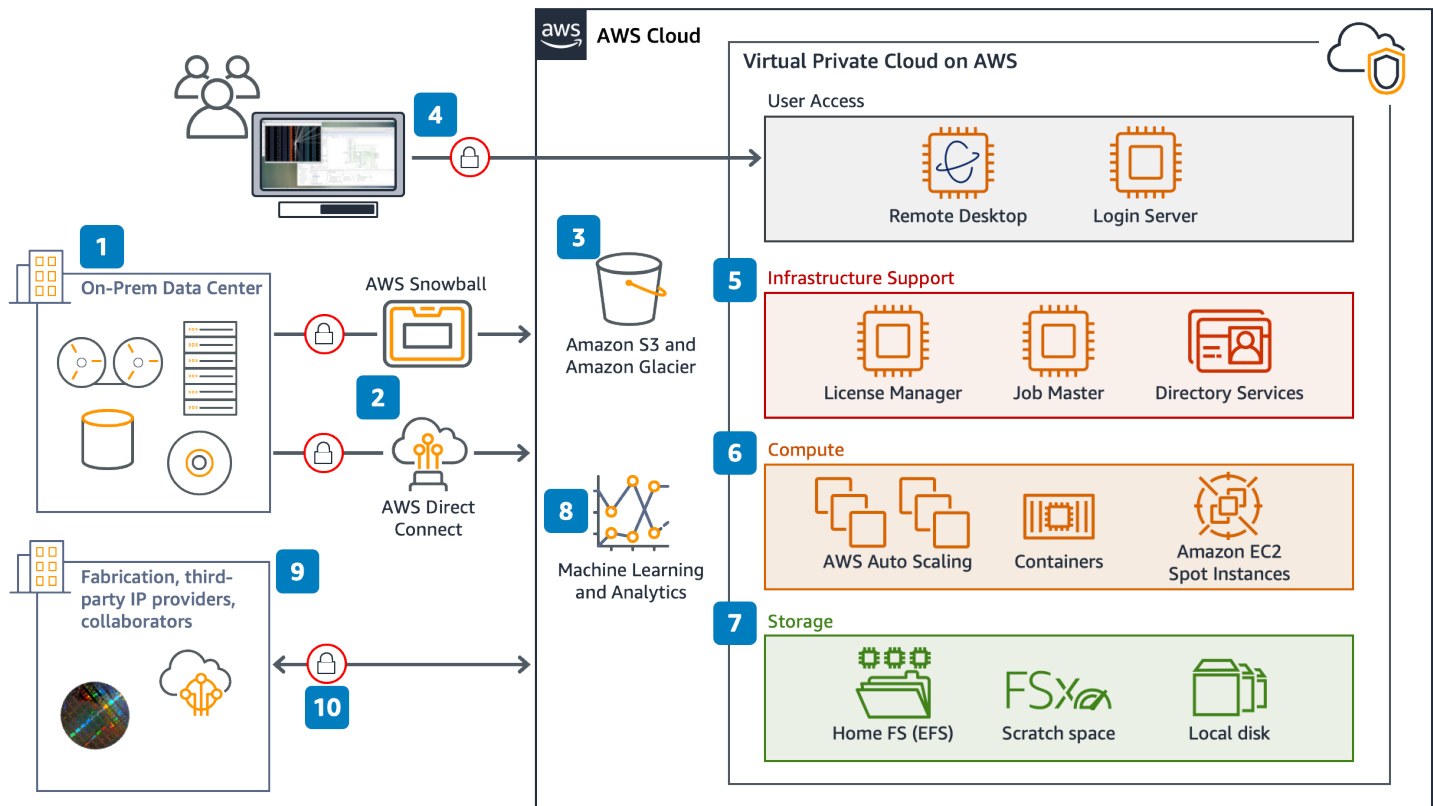 aws
AWS Cloud
Virtual Private Cloud on AWS
User Access
4
Remote Desktop
Login Server
1
On-Prem Data Center
AWS Snowball
3
Amazon S3 and
Amazon Glacier
5
Infrastructure Support
License Manager
Job Master
Directory Services
2
AWS Direct
Connect
6
Compute
AWS Auto Scaling
Containers
Amazon EC2
Spot Instances
8
Machine Learning
and Analytics
9
Fabrication, third-
party IP providers,
collaborators
10
7
Storage
Home FS (EFS)
FSx
Scratch space
Local disk